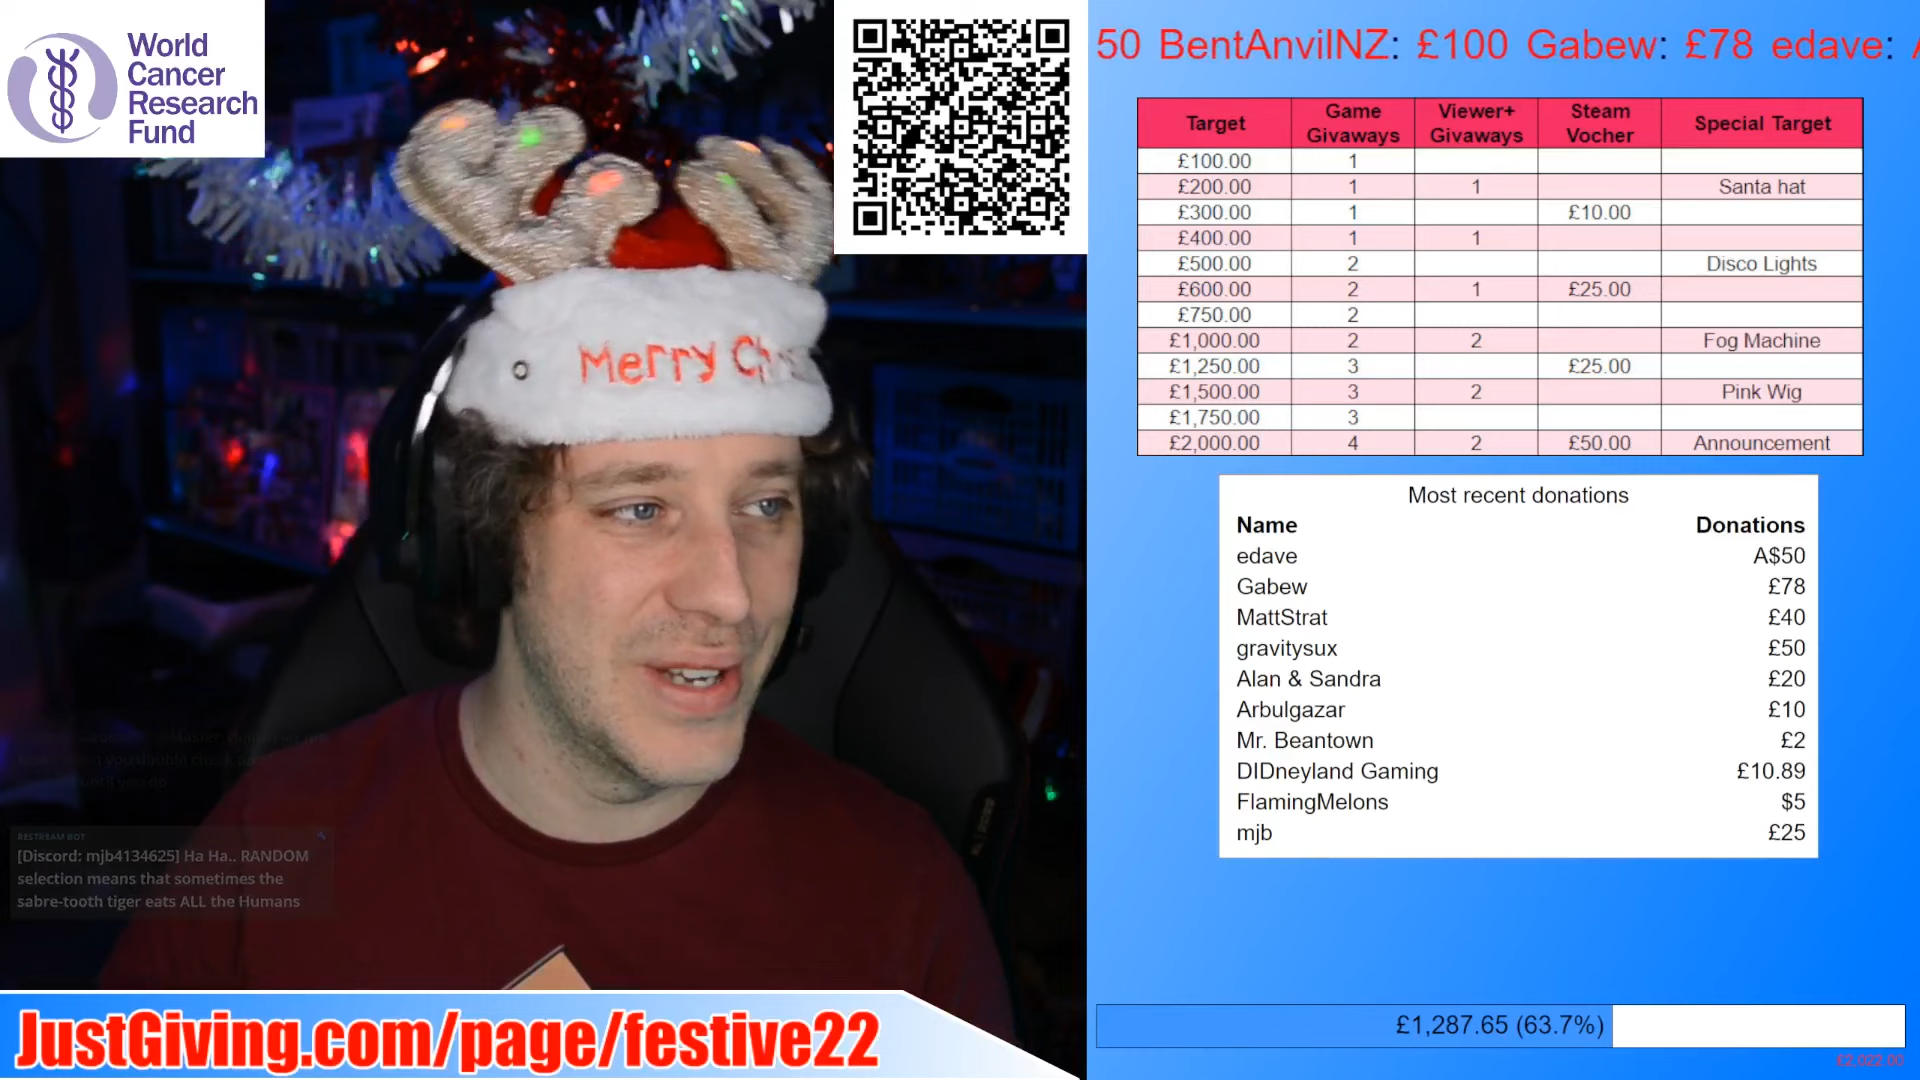 World
Cancer
Research
Fund
50 BentAnvilNZ: £100 Gabew: £78 edave:
Target Game Givaways Viewer+ Givaways Steam Vocher Special Target
£100.00 1
£200.00 1 1 Santa hat
£300.00 1 £10.00
£400.00 1 1
£500.00 2 Disco Lights
£600.00 2 1 £25.00
£750.00 2
£1,000.00 2 2 Fog Machine
£1,250.00 3 £25.00
£1,500.00 3 2 Pink Wig
£1,750.00 3
£2,000.00 4 2 £50.00 Announcement
Merry
Most recent donations
Name Donations
edave A$50
Gabew £78
MattStrat £40
gravitysux £50
Alan & Sandra £20
Arbulgazar £10
Mr. Beantown £2
DIDneyland Gaming £10.89
FlamingMelons $5
mjb £25
RESTREAM BOT
[Discord: mjb4134625] Ha Ha.. RANDOM
selection means that sometimes the
sabre-tooth tiger eats ALL the Humans
JustGiving.com/page/festive22
£1,287.65 (63.7%)
£2,022.00